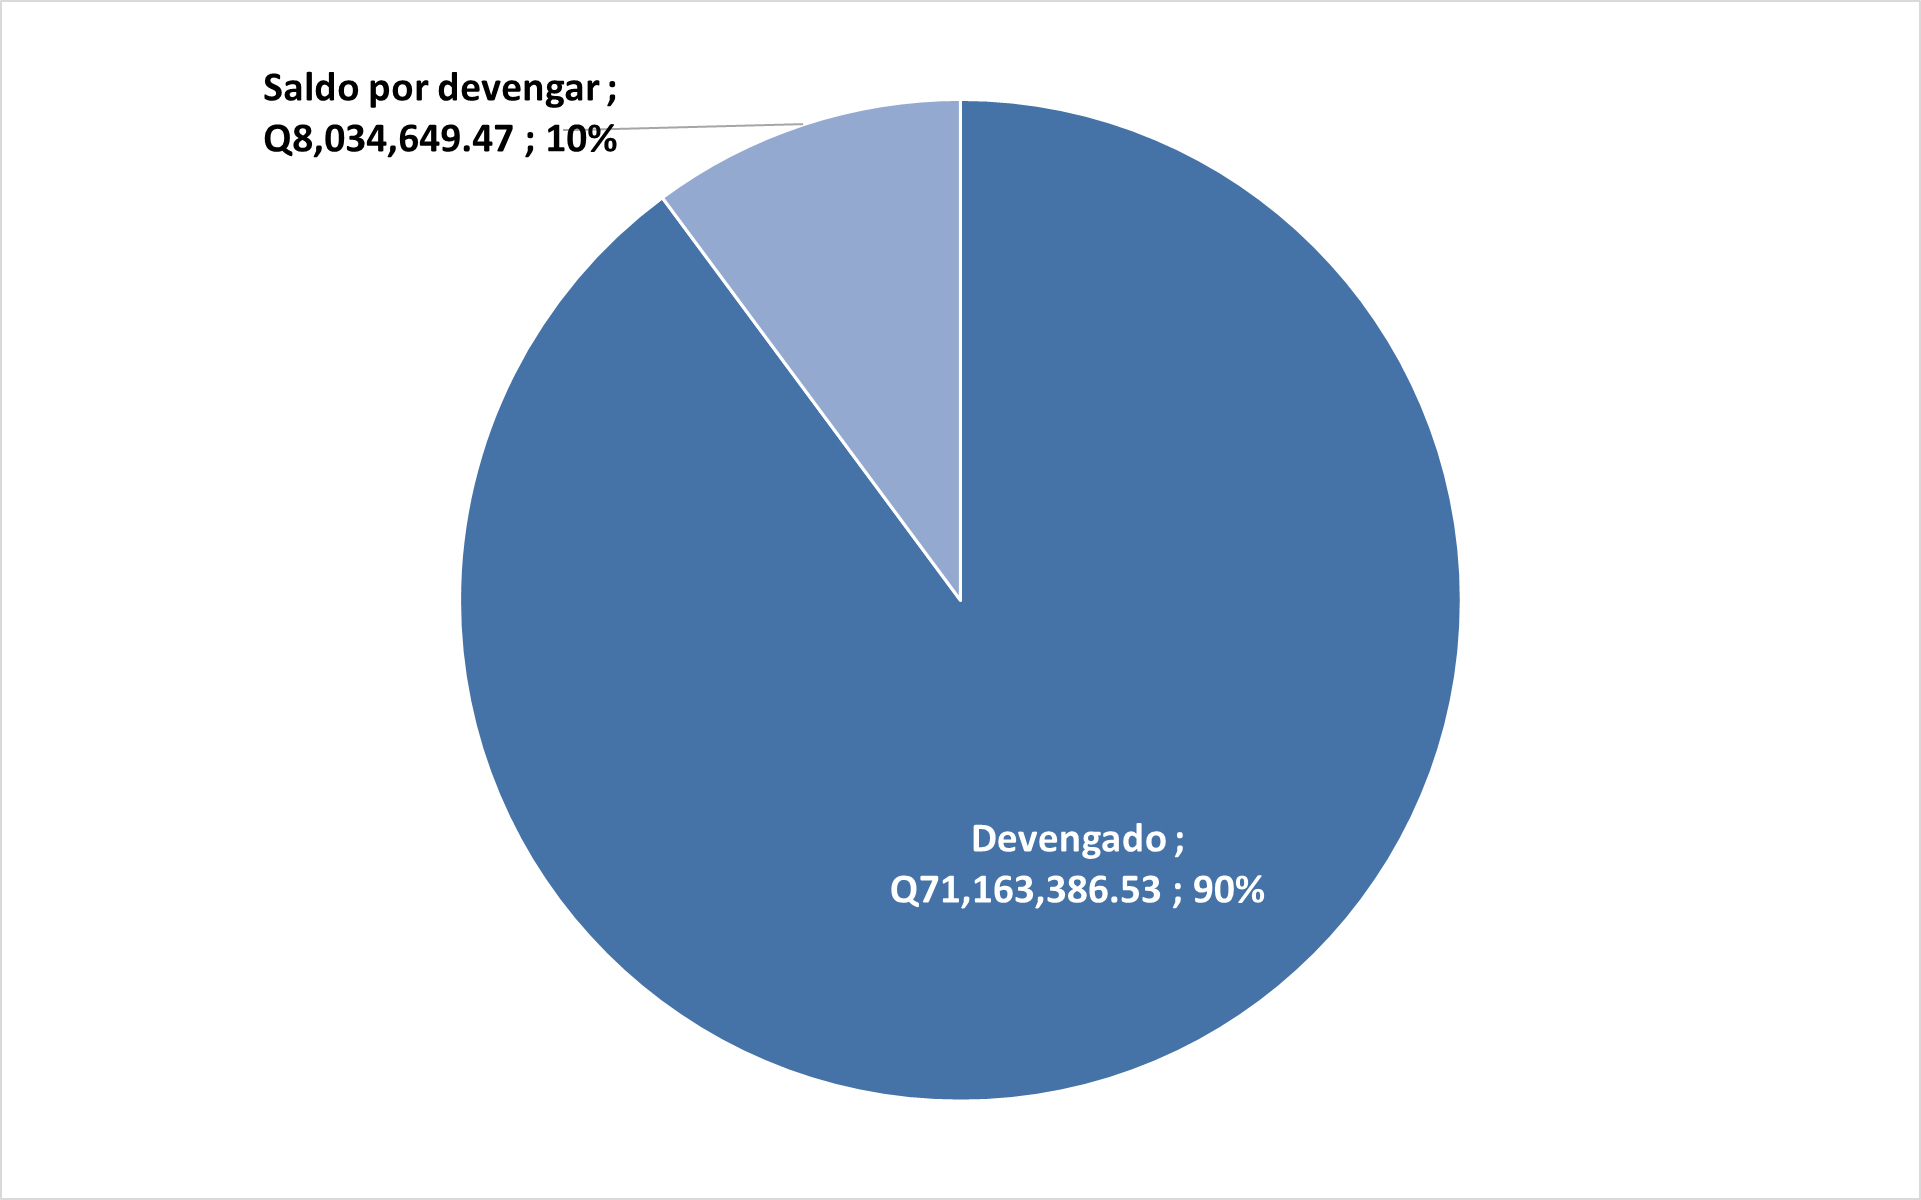 Saldo por devengar ;
Q8,034,649.47 ; 10%
Devengado ;
Q71,163,386.53 ; 90%